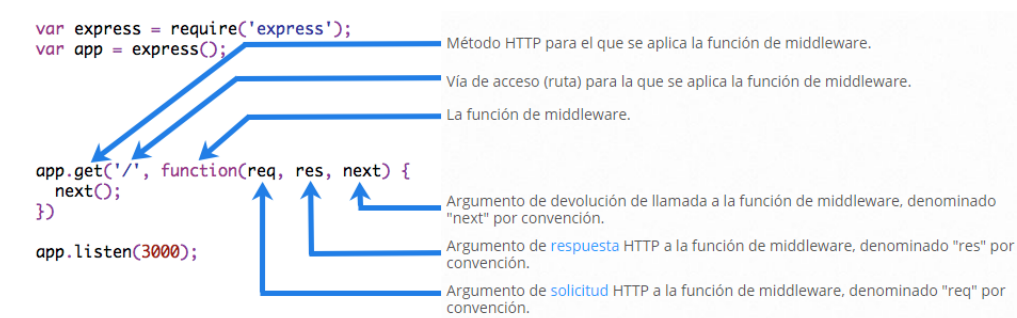 var express = require('express');
var app = express();
Método HTTP para el que se aplica la función de middleware.
Vía de acceso (ruta) para la que se aplica la función de middleware.
La función de middleware.
app.get('/', function(req, res, next) {
  next();
})
app.listen(3000);
Argumento de devolución de llamada a la función de middleware, denominado
"next" por convención.
Argumento de respuesta HTTP a la función de middleware, denominado "res" por
convención.
Argumento de solicitud HTTP a la función de middleware, denominado "req" por
convención.